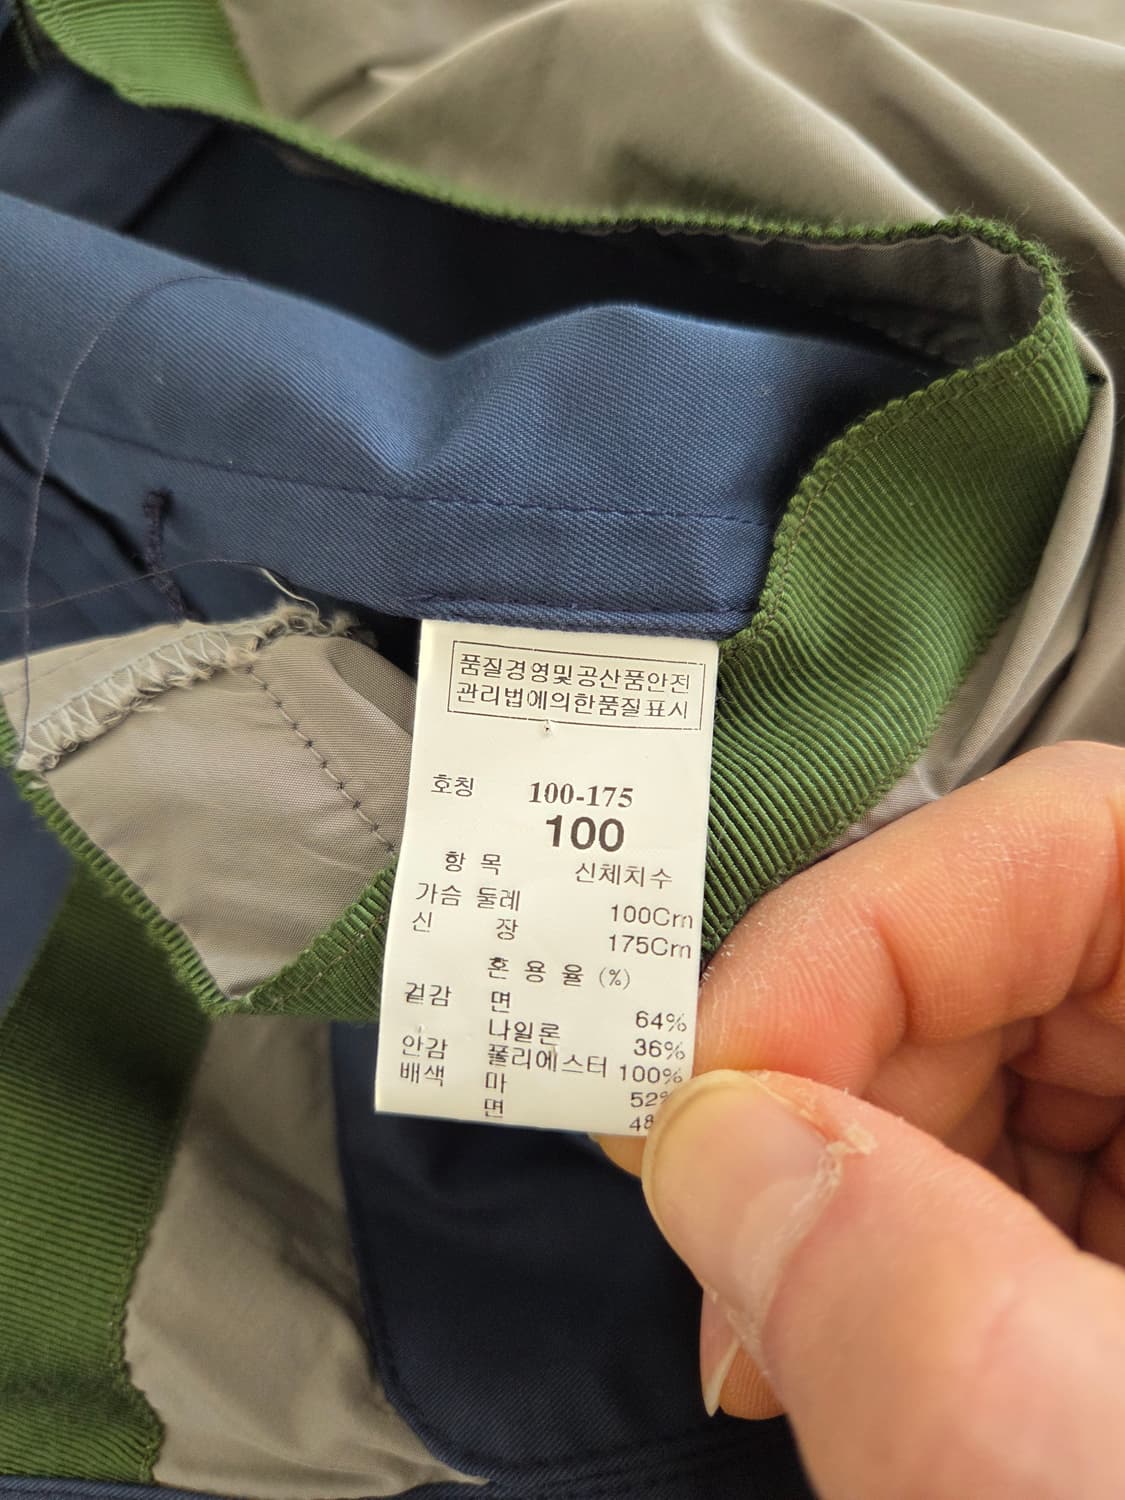 품질경영및공산품안전
관리법에의한품질표시
호칭 100-175
100
항 목 신체치수
가슴 둘레 100Cm
신 장 175Cm
혼 용 율 (%)
겉감 면 64%
나일론 36%
안감 폴리에스터 100%
배색 마 52%
면